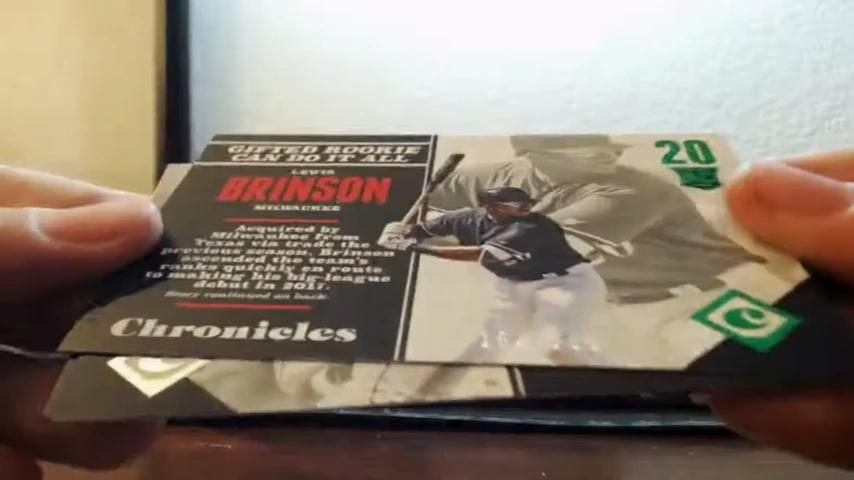 GIFTED ROOKIE
CAN DO IT ALL
20
LEWIS
BRINSON
MILWAUKEE
Acquired by
Milwaukee from
Texas via trade the
previous season, Brinson
ascended the team's
ranks quickly en route
to making his big-league
debut in 2017.
Story continued on back.
Chronicles